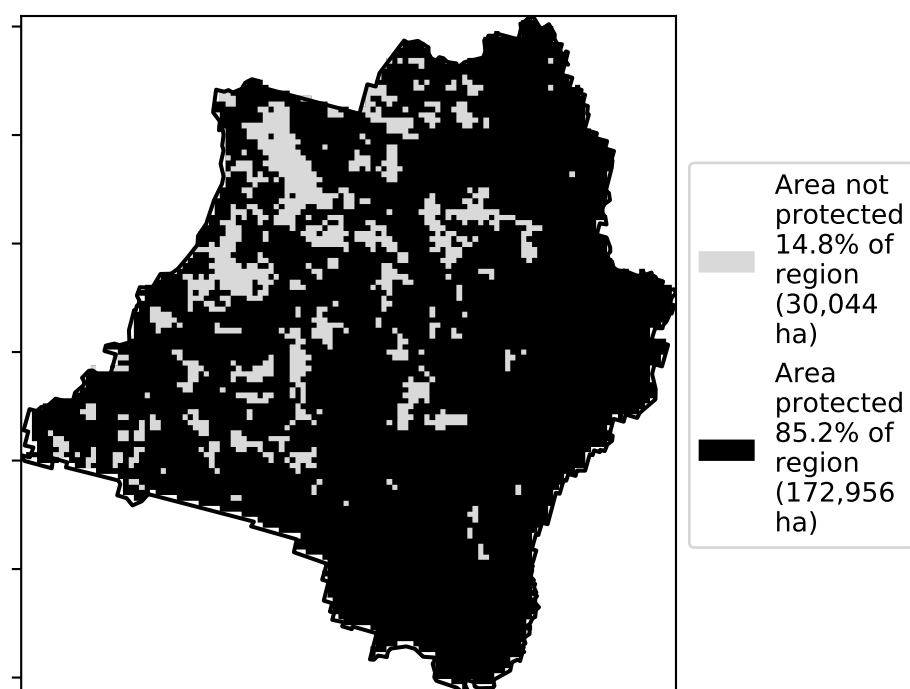 Area not
protected
14.8% of
region
(30,044
ha)
Area
protected
85.2% of
region
(172,956
ha)